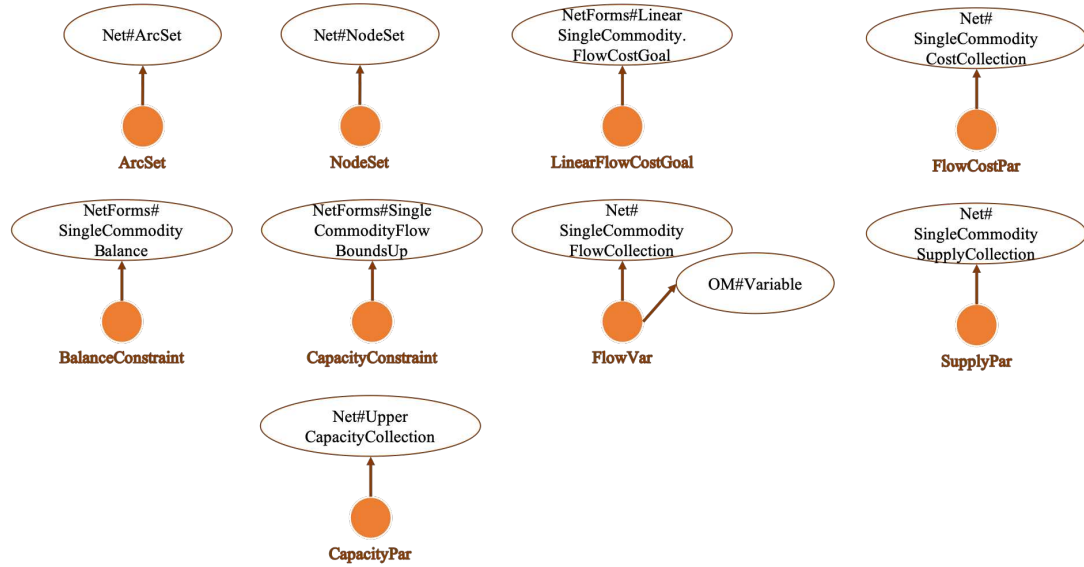 Net#ArcSet
ArcSet
Net#NodeSet
NodeSet
NetForms#Linear
SingleCommodity.
FlowCostGoal
LinearFlowCostGoal
Net#
SingleCommodity
CostCollection
FlowCostPar
NetForms#
SingleCommodity
Balance
BalanceConstraint
NetForms#Single
CommodityFlow
BoundsUp
CapacityConstraint
Net#
SingleCommodity
FlowCollection
OM#Variable
FlowVar
Net#
SingleCommodity
SupplyCollection
SupplyPar
Net#Upper
CapacityCollection
CapacityPar